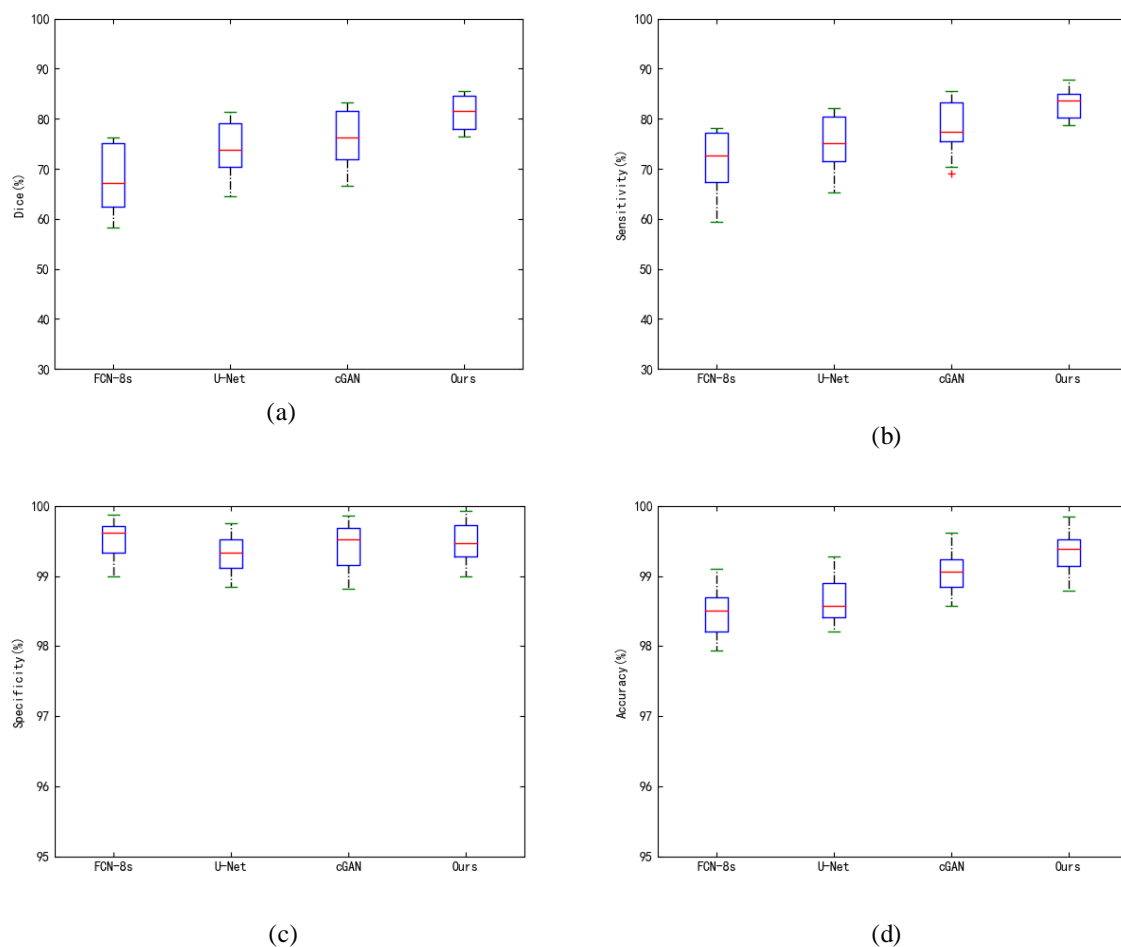 100
90
80
70
60
50
40
30
Dice(%)
FCN-8s U-Net cGAN Ours
(a)
100
90
80
70
60
50
40
30
Sensitivity(%)
FCN-8s U-Net cGAN Ours
(b)
100
99
98
97
96
95
Specificity(%)
FCN-8s U-Net cGAN Ours
(c)
100
99
98
97
96
95
Accuracy(%)
FCN-8s U-Net cGAN Ours
(d)